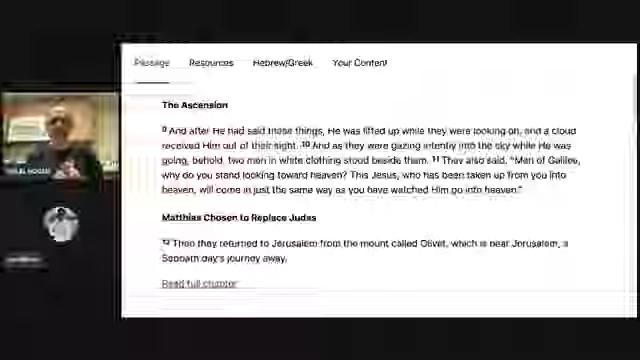 Passage Resources Hebrew/Greek Your Content
The Ascension
9 And after He had said these things, He was lifted up while they were looking on, and a cloud
received Him out of their sight. 10 And as they were gazing intently into the sky while He was
going, behold, two men in white clothing stood beside them. 11 They also said, "Men of Galilee,
why do you stand looking toward heaven? This Jesus, who has been taken up from you into
heaven, will come in just the same way as you have watched Him go into heaven."
Matthias Chosen to Replace Judas
12 Then they returned to Jerusalem from the mount called Olivet, which is near Jerusalem, a
Sabbath day's journey away.
Read full chapter